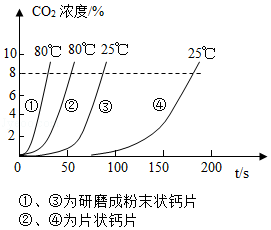 CO₂ 浓度/%
80℃ 80℃ 25℃ 25℃
10
8
6
4
2
① ② ③ ④
0 50 100 150 200 t/s
①、③为研磨成粉末状钙片
②、④为片状钙片